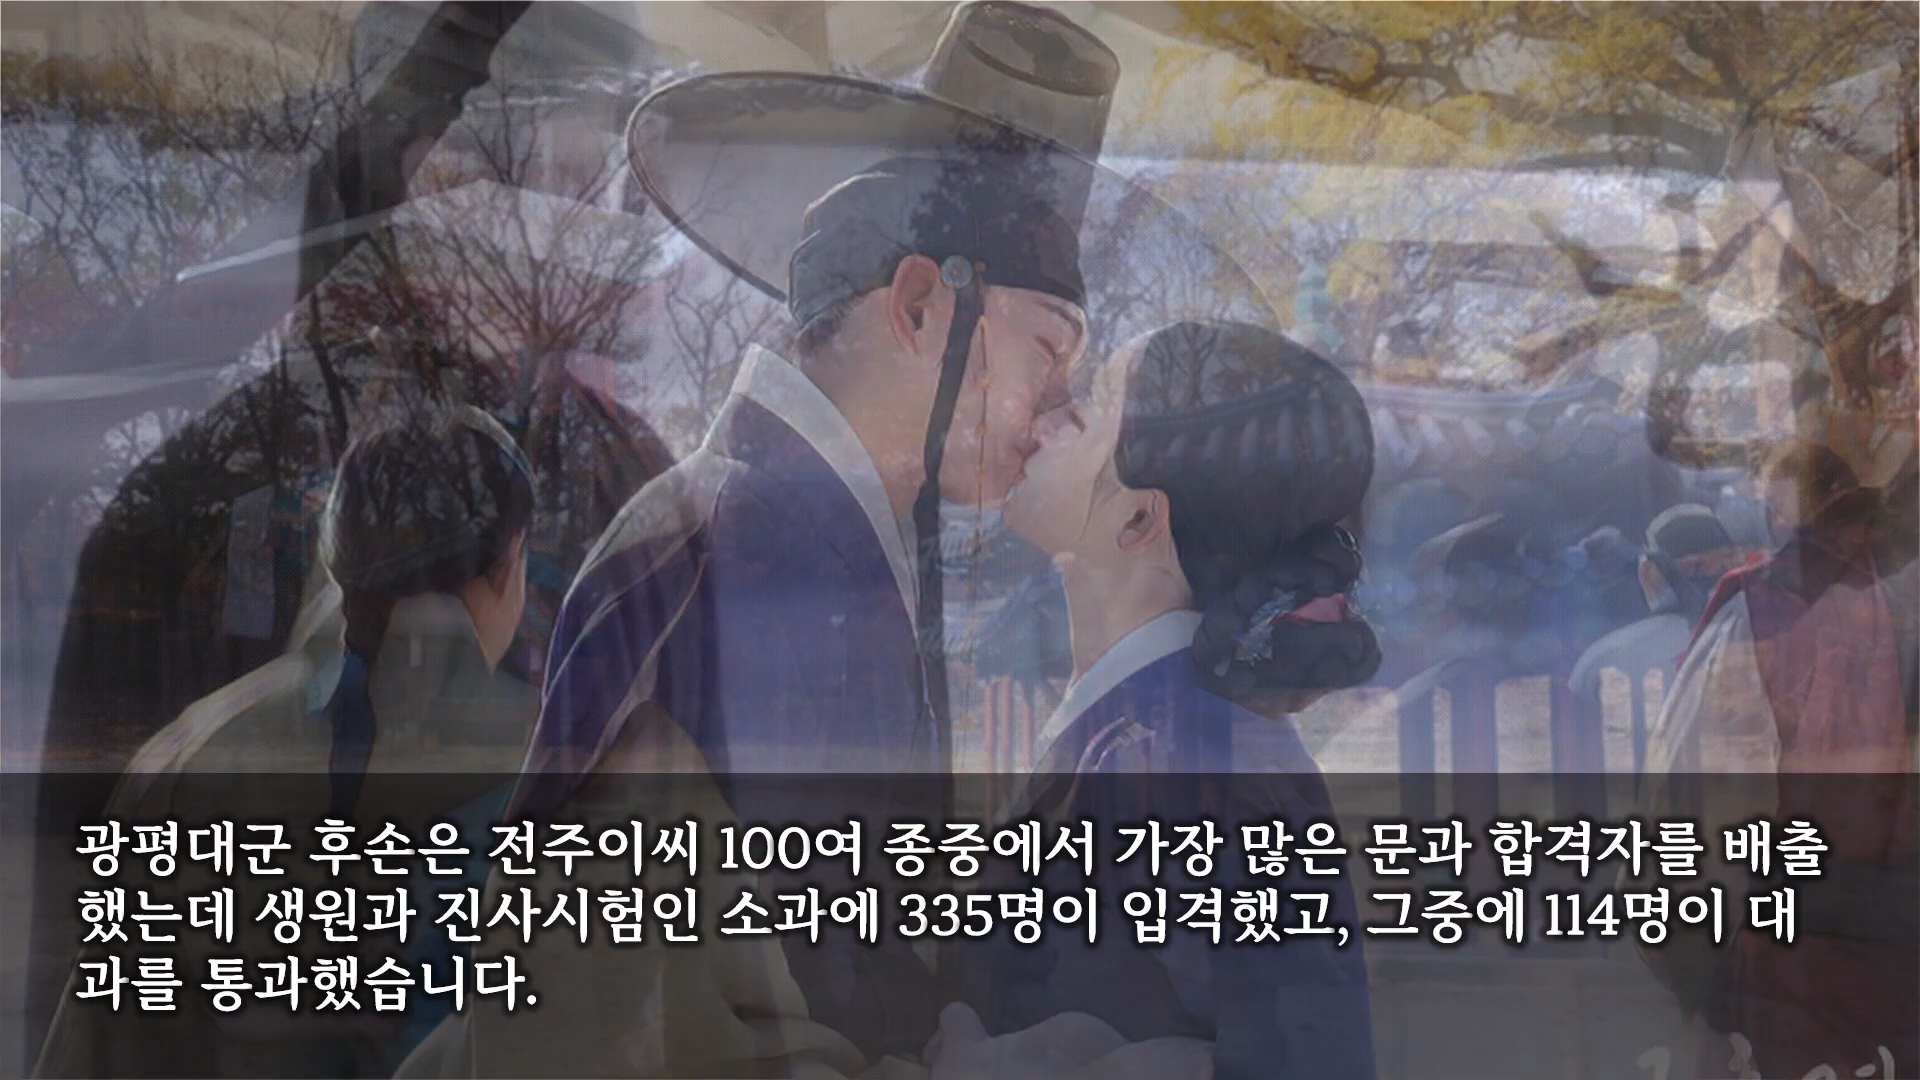 광평대군 후손은 전주이씨 100여 종중에서 가장 많은 문과 합격자를 배출
했는데 생원과 진사시험인 소과에 335명이 입격했고, 그중에 114명이 대
과를 통과했습니다.